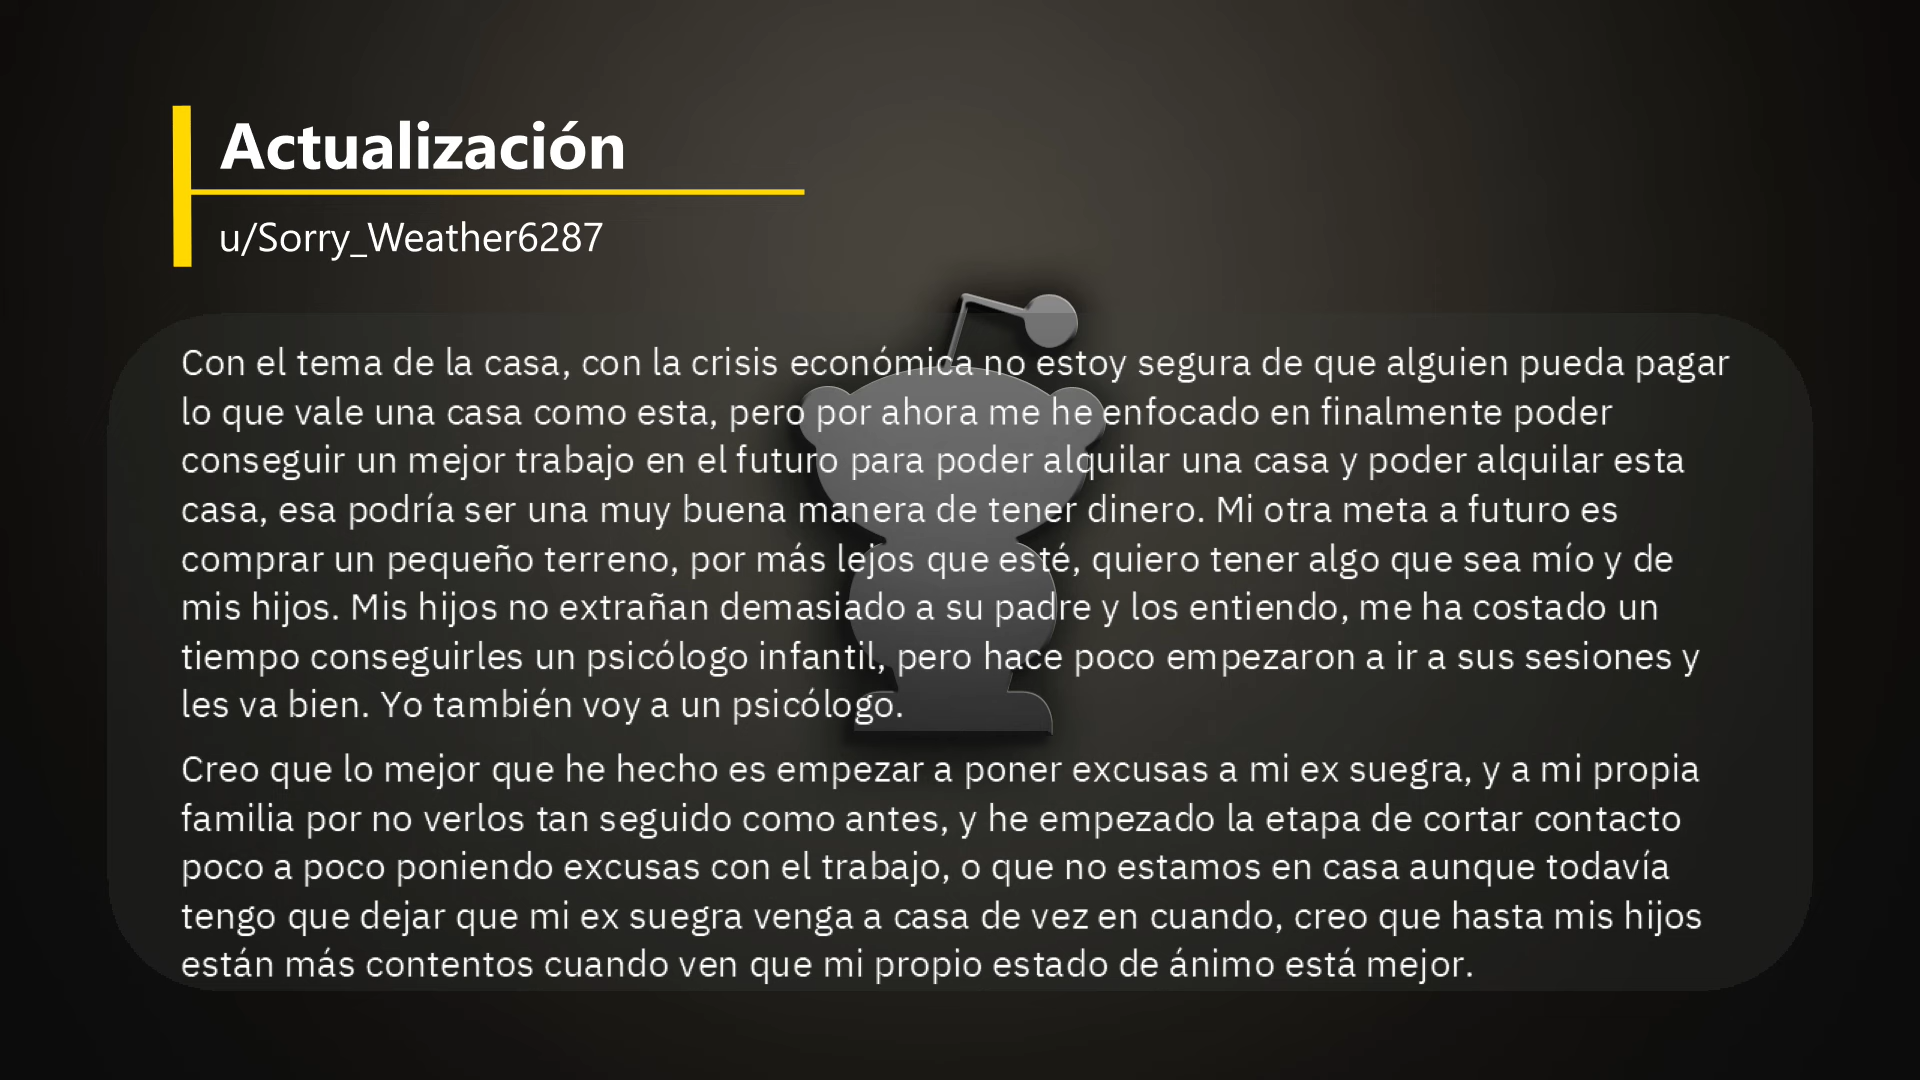 Actualización
u/Sorry_Weather6287
Con el tema de la casa, con la crisis económica no estoy segura de que alguien pueda pagar
lo que vale una casa como esta, pero por ahora me he enfocado en finalmente poder
conseguir un mejor trabajo en el futuro para poder alquilar una casa y poder alquilar esta
casa, esa podría ser una muy buena manera de tener dinero. Mi otra meta a futuro es
comprar un pequeño terreno, por más lejos que esté, quiero tener algo que sea mío y de
mis hijos. Mis hijos no extrañan demasiado a su padre y los entiendo, me ha costado un
tiempo conseguirles un psicólogo infantil, pero hace poco empezaron a ir a sus sesiones y
les va bien. Yo también voy a un psicólogo.
Creo que lo mejor que he hecho es empezar a poner excusas a mi ex suegra, y a mi propia
familia por no verlos tan seguido como antes, y he empezado la etapa de cortar contacto
poco a poco poniendo excusas con el trabajo, o que no estamos en casa aunque todavía
tengo que dejar que mi ex suegra venga a casa de vez en cuando, creo que hasta mis hijos
están más contentos cuando ven que mi propio estado de ánimo está mejor.